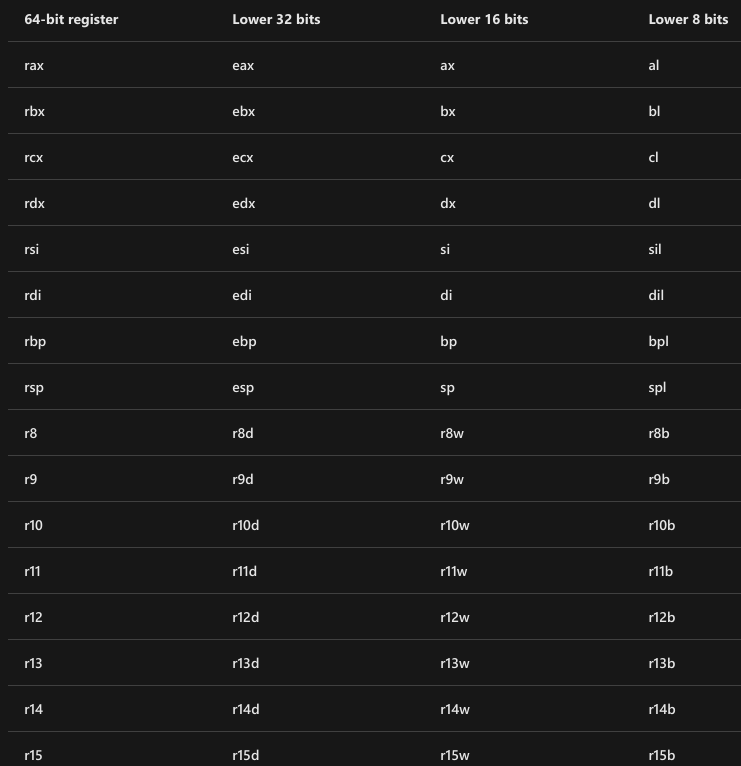 64-bit register Lower 32 bits Lower 16 bits Lower 8 bits
rax eax ax al
rbx ebx bx bl
rcx ecx cx cl
rdx edx dx dl
rsi esi si sil
rdi edi di dil
rbp ebp bp bpl
rsp esp sp spl
r8 r8d r8w r8b
r9 r9d r9w r9b
r10 r10d r10w r10b
r11 r11d r11w r11b
r12 r12d r12w r12b
r13 r13d r13w r13b
r14 r14d r14w r14b
r15 r15d r15w r15b